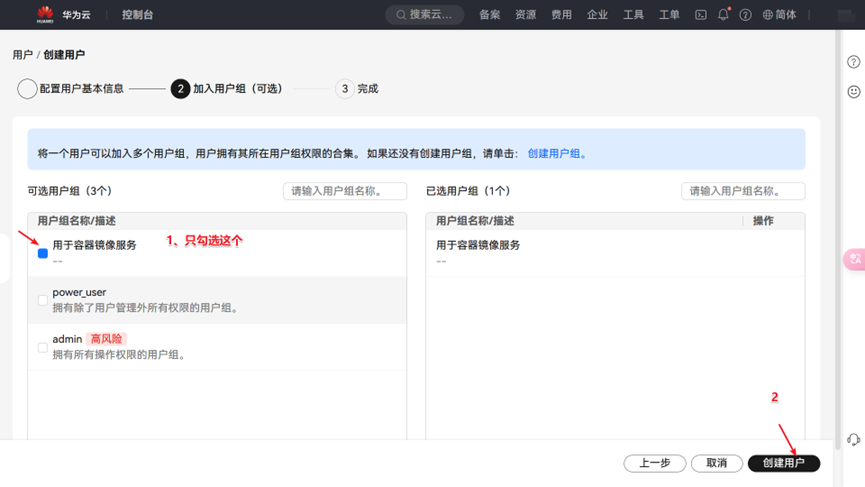 HUAWEI 华为云 控制台 搜索云... 备案 资源 费用 企业 工具 工单 简体
用户 / 创建用户
配置用户基本信息 2 加入用户组（可选） 3 完成
将一个用户可以加入多个用户组，用户拥有其所在用户组权限的合集。 如果还没有创建用户组，请单击： 创建用户组。
可选用户组（3个） 请输入用户组名称。
用户组名称/描述
用于容器镜像服务
--
1、只勾选这个
power_user
拥有除了用户管理外所有权限的用户组。
admin 高风险
拥有所有操作权限的用户组。
已选用户组（1个） 请输入用户组名称。
用户组名称/描述 操作
用于容器镜像服务
--
2
上一步 取消 创建用户